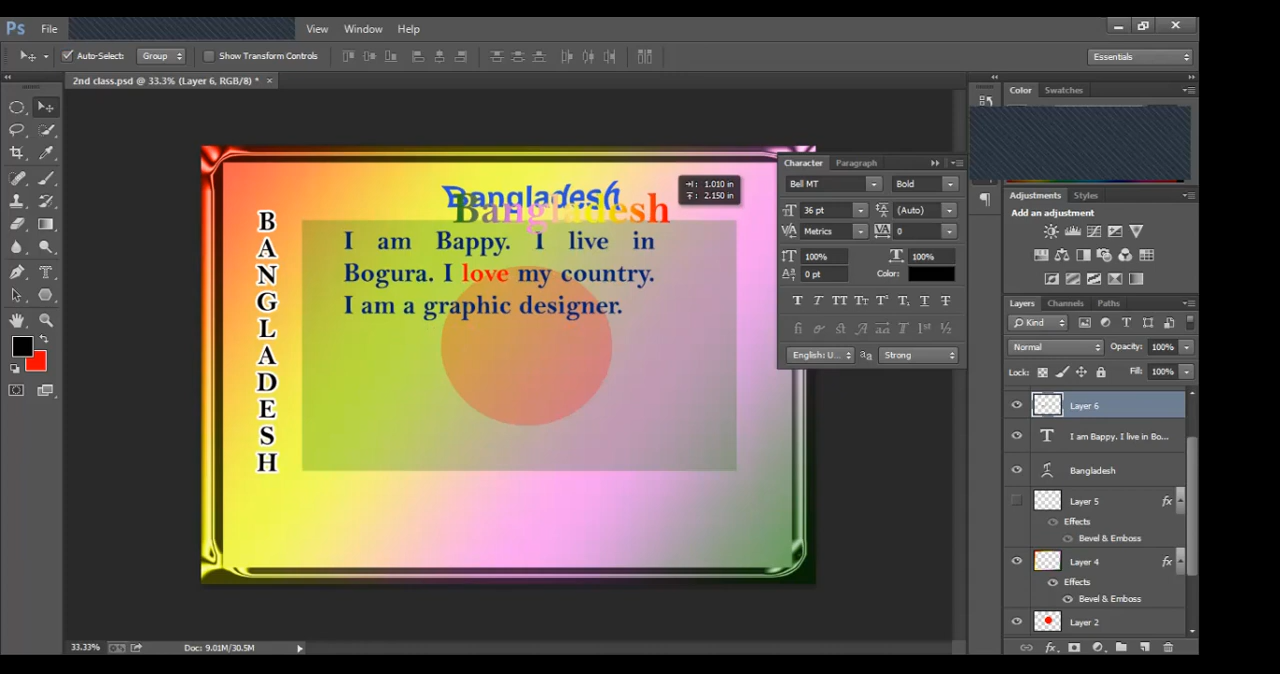 Ps File View Window Help
Auto-Select: Group Show Transform Controls Essentials
2nd class.psd @ 33.3% (Layer 6, RGB/8) * ×
Color Swatches
Character Paragraph
Bell MT Bold
36 pt (Auto)
Metrics 0
100% 100%
0 pt Color:
English: U... Strong
1.010 in
2.150 in
Bangladesh
Bangladesh
I am Bappy. I live in
Bogura. I love my country.
I am a graphic designer.
B
A
N
G
L
A
D
E
S
H
Adjustments Styles
Add an adjustment
Layers Channels Paths
Kind
Normal Opacity: 100%
Lock: Fill: 100%
Layer 6
I am Bappy. I live in Bo...
Bangladesh
Layer 5 fx
Effects
Bevel & Emboss
Layer 4 fx
Effects
Bevel & Emboss
Layer 2
33.33% Doc: 9.01M/30.5M